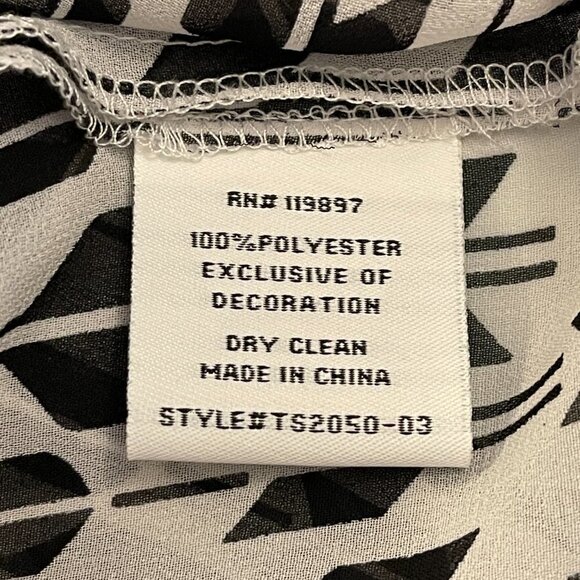 RN# 119897
100%POLYESTER
EXCLUSIVE OF
DECORATION
DRY CLEAN
MADE IN CHINA
STYLE#TS2050-03